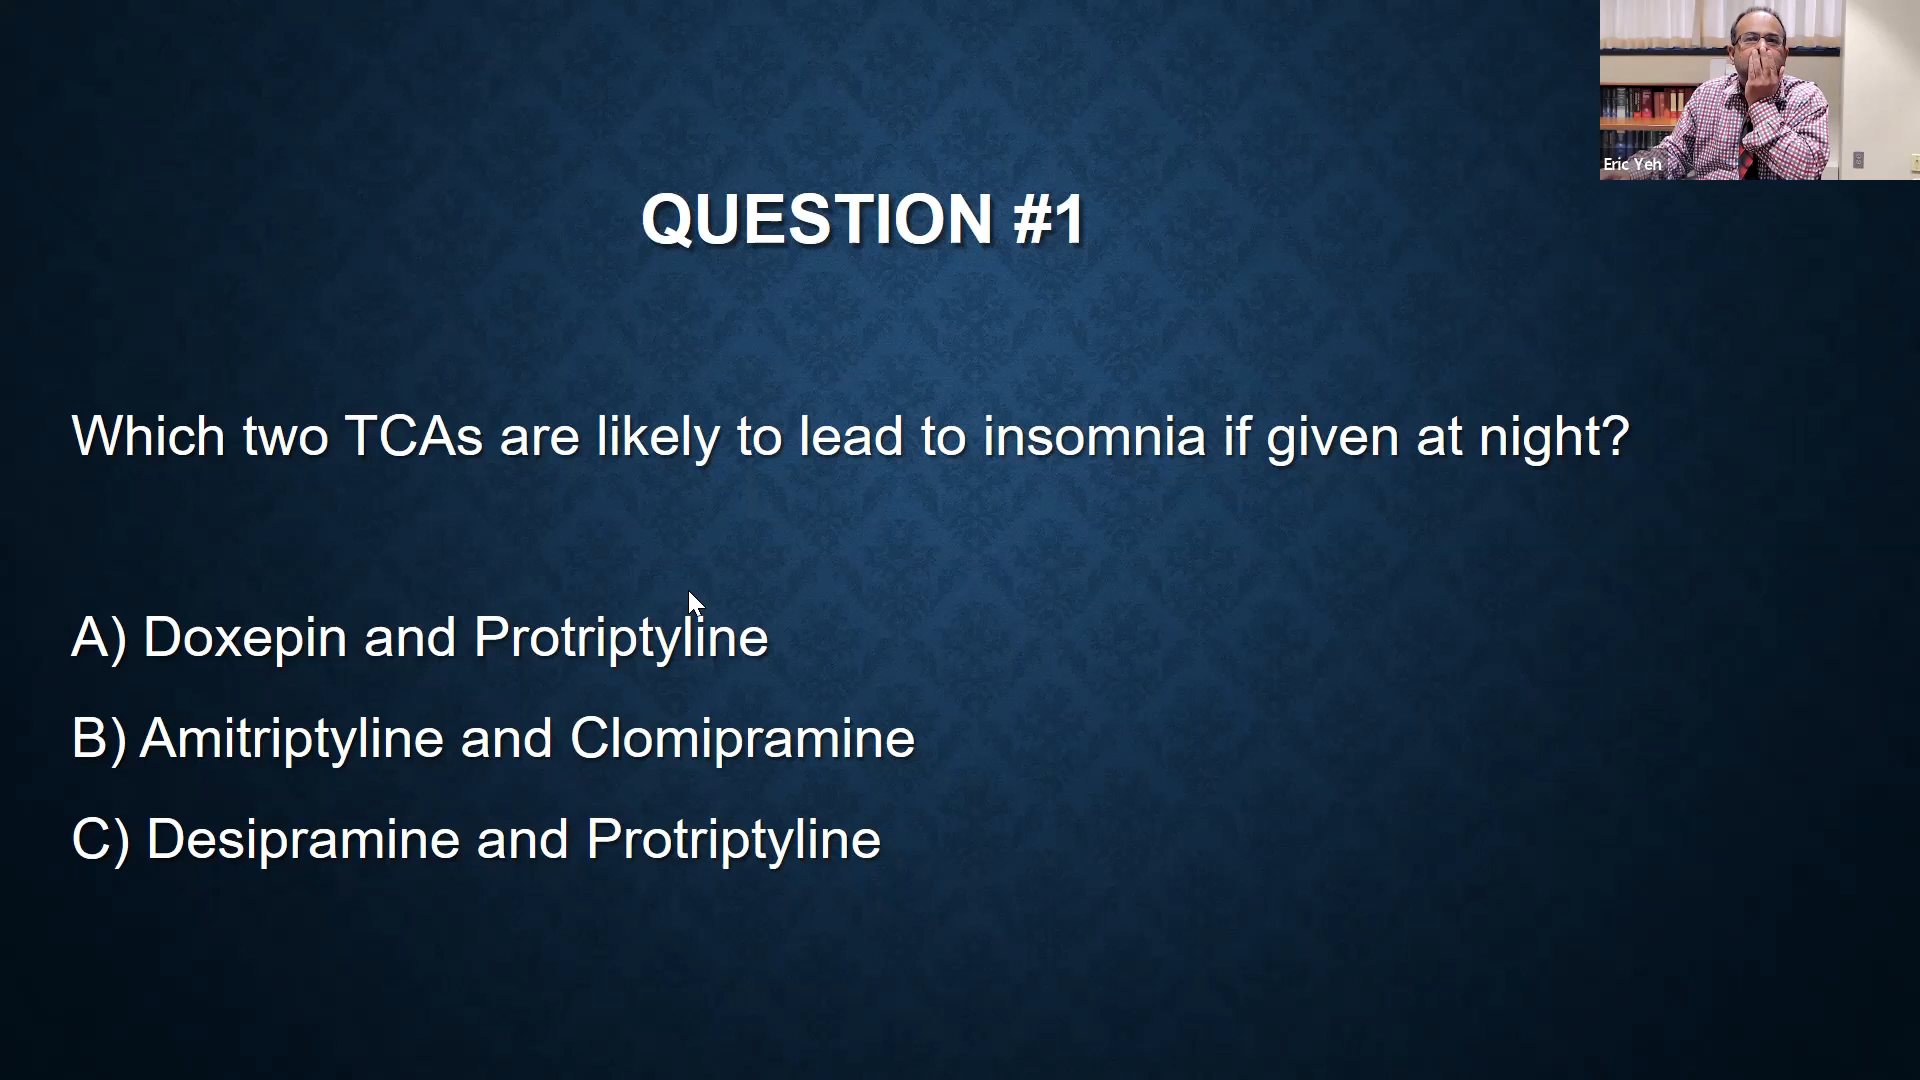 Eric Yeh
QUESTION #1
Which two TCAs are likely to lead to insomnia if given at night?
A) Doxepin and Protriptyline
B) Amitriptyline and Clomipramine
C) Desipramine and Protriptyline